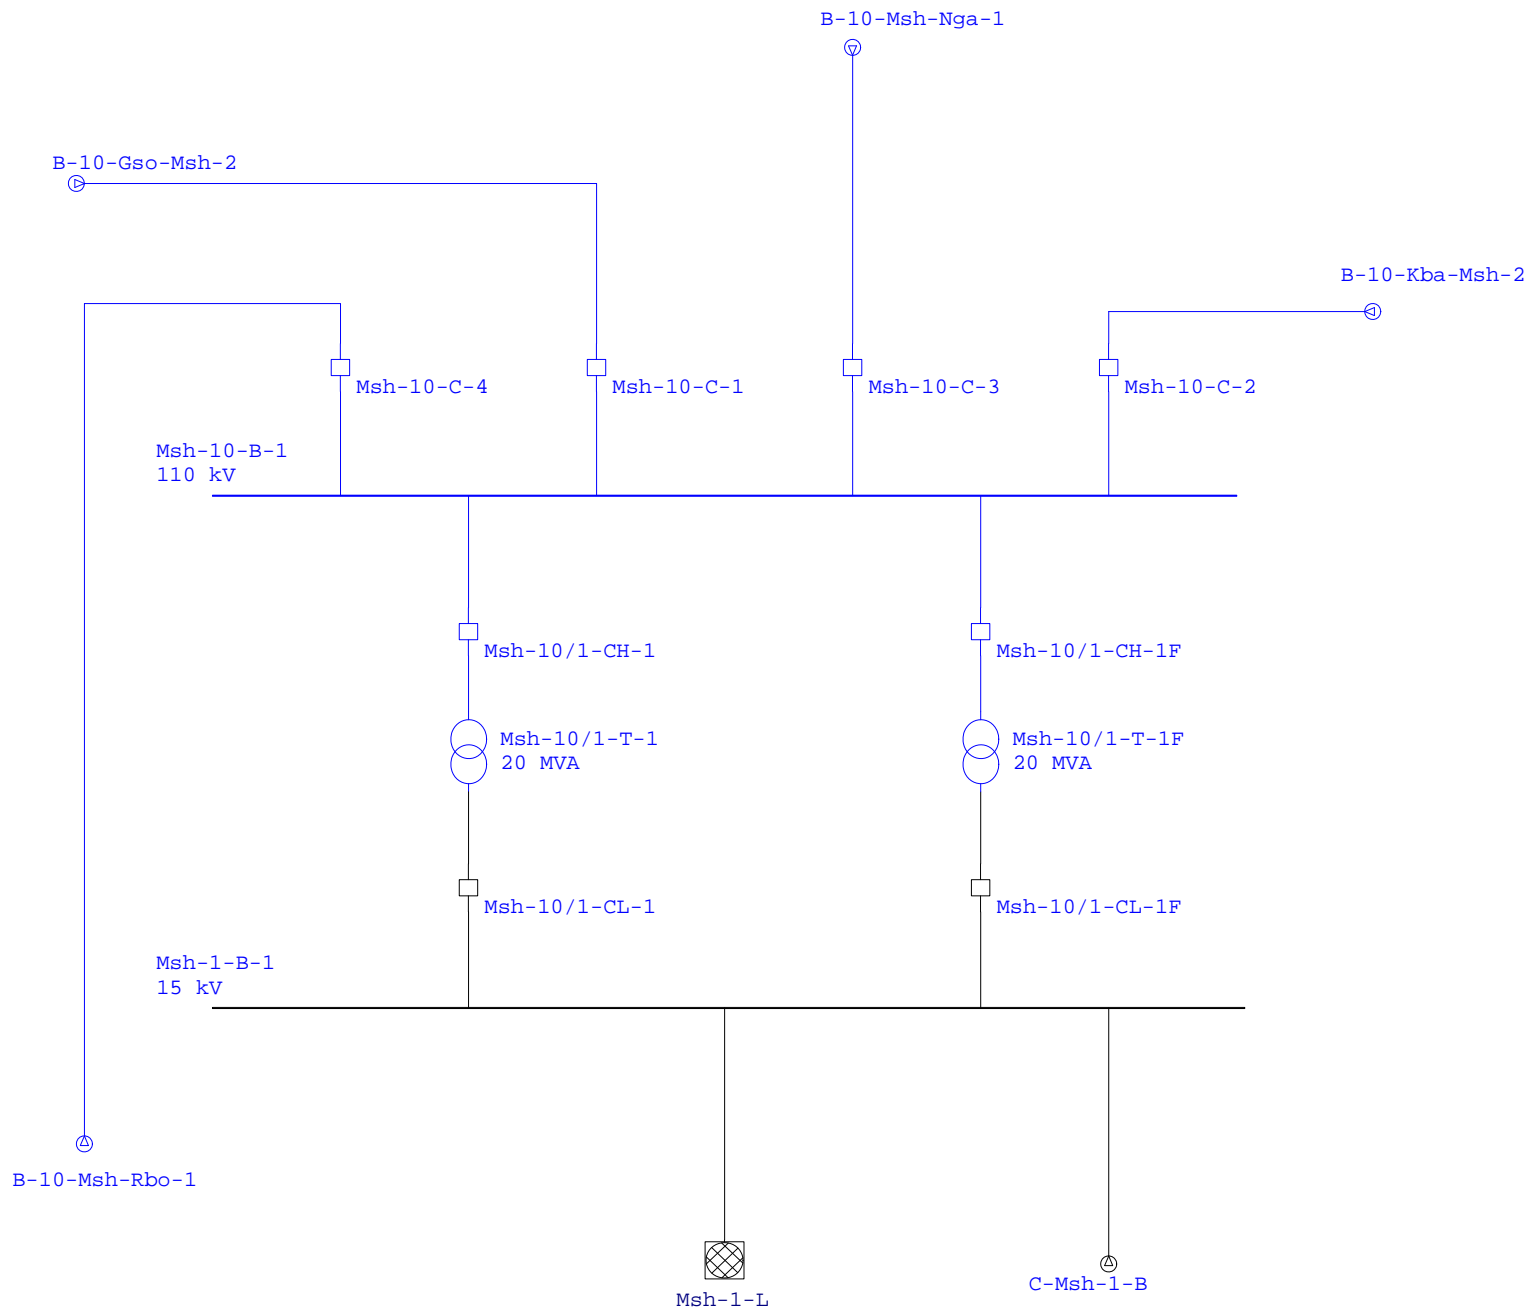 B-10-Msh-Nga-1
B-10-Gso-Msh-2
B-10-Kba-Msh-2
Msh-10-C-4
Msh-10-C-1
Msh-10-C-3
Msh-10-C-2
Msh-10-B-1
110 kV
Msh-10/1-CH-1
Msh-10/1-CH-1F
Msh-10/1-T-1
20 MVA
Msh-10/1-T-1F
20 MVA
Msh-10/1-CL-1
Msh-10/1-CL-1F
Msh-1-B-1
15 kV
B-10-Msh-Rbo-1
C-Msh-1-B
Msh-1-L